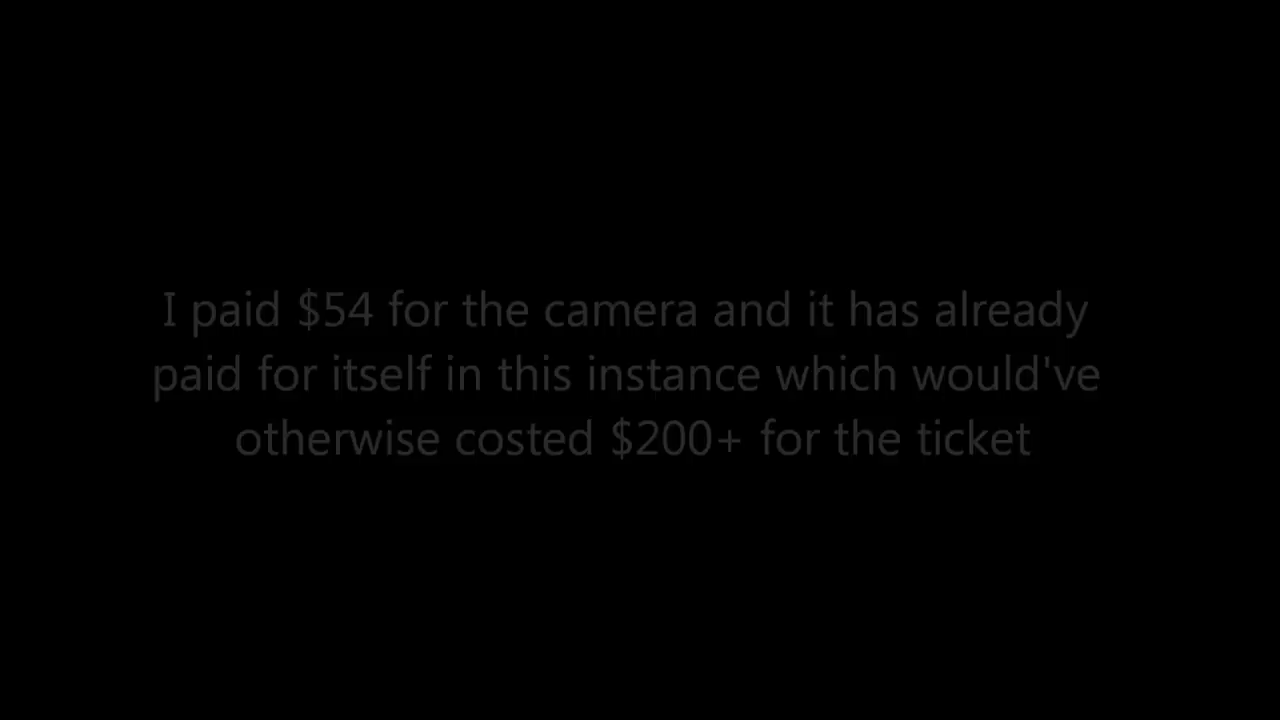 I paid $54 for the camera and it has already
paid for itself in this instance which would've
otherwise costed $200+ for the ticket